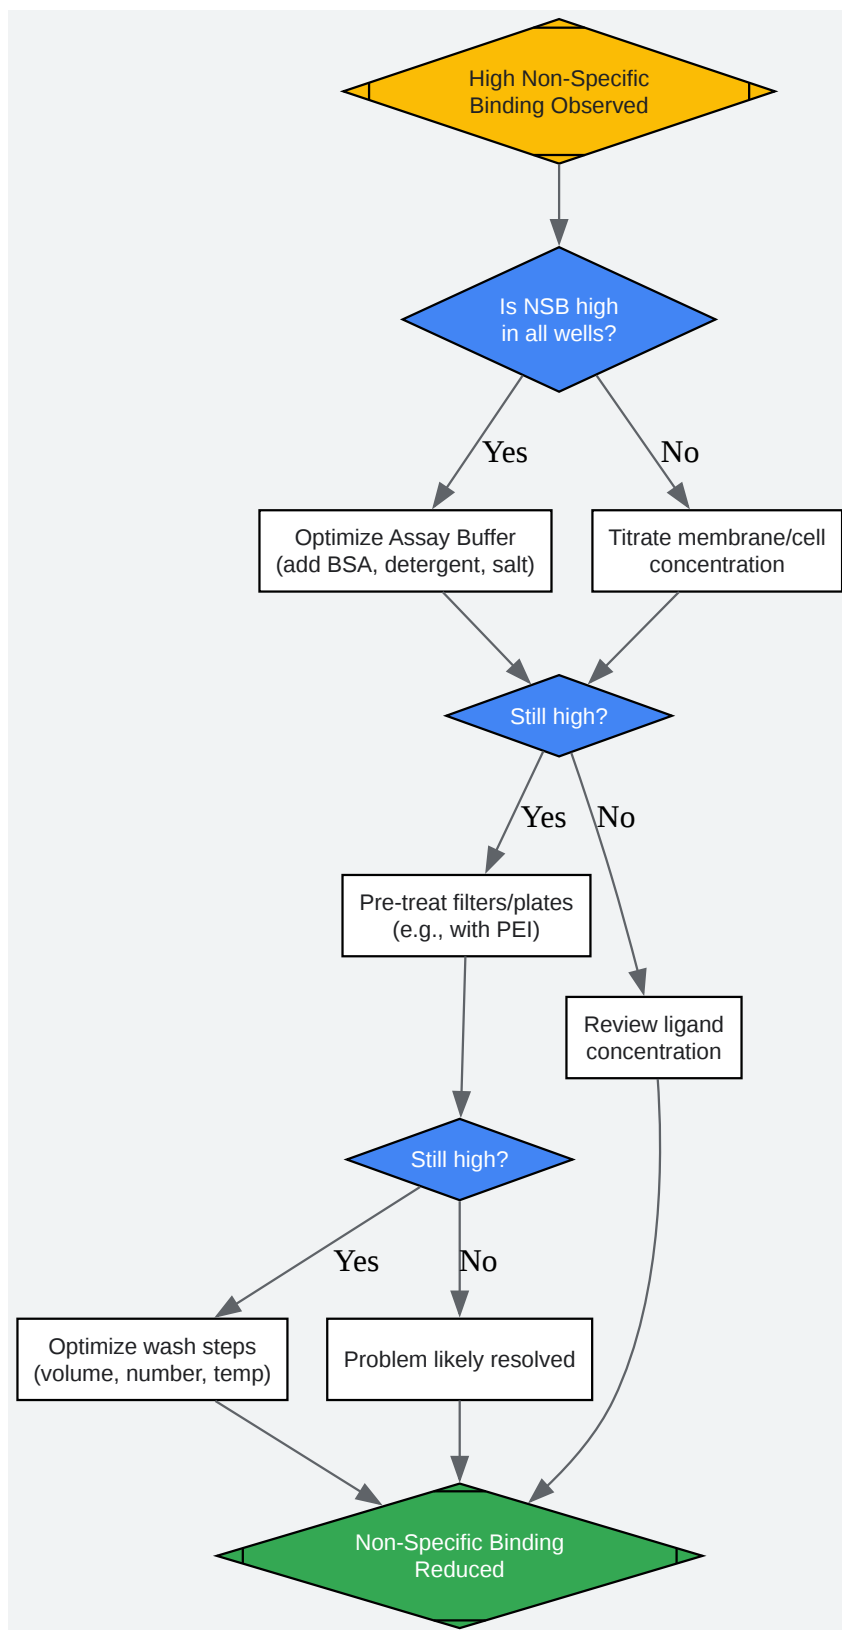 High Non-Specific
Binding Observed
Is NSB high
in all wells?
Yes
No
Optimize Assay Buffer
(add BSA, detergent, salt)
Titrate membrane/cell
concentration
Still high?
Yes
No
Pre-treat filters/plates
(e.g., with PEI)
Review ligand
concentration
Still high?
Yes
No
Optimize wash steps
(volume, number, temp)
Problem likely resolved
Non-Specific Binding
Reduced